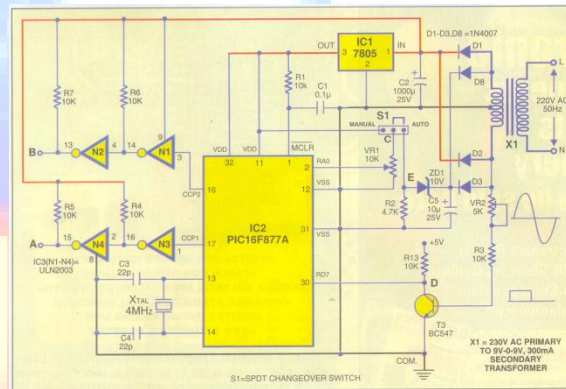 IC1
7805
OUT
3
1
IN
2
D1-D3,D8 =1N4007
D1
D8
D2
D3
C2
1000µ
25V
L
N
220V AC
50Hz
X1
R7
10K
R6
10K
R1
10K
C1
0.1µ
S1
MANUAL
AUTO
C
VR1
10K
B
13
N2
4
14
9
N1
3
VDD
VDD
MCLR
32
11
1
RA0
2
VSS
12
CCP2
16
R5
10K
R4
10K
A
15
N4
2
16
N3
1
8
CCP1
17
IC2
PIC16F877A
IC3(N1-N4)=
ULN2003
C3
22p
13
XTAL
4MHz
C4
22p
14
31
VSS
30
RD7
E
ZD1
10V
R2
4.7K
C5
10µ
25V
VR2
5K
R3
10K
+5V
R13
10K
D
T3
BC547
COM.
X1 = 230V AC PRIMARY
TO 9V-0-9V, 300mA
SECONDARY
TRANSFORMER
S1=SPDT CHANGEOVER SWITCH